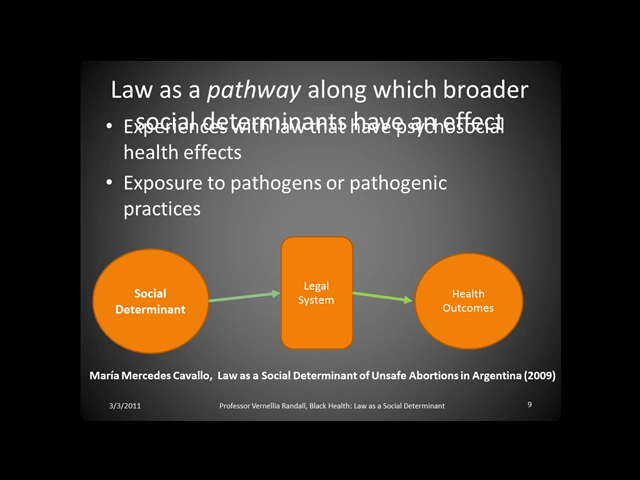 Law as a pathway along which broader
social determinants have an effect
• Experiences with law that have psychosocial
health effects
• Exposure to pathogens or pathogenic
practices
Social
Determinant
Legal
System
Health
Outcomes
María Mercedes Cavallo, Law as a Social Determinant of Unsafe Abortions in Argentina (2009)
3/3/2011
Professor Vernellia Randall, Black Health: Law as a Social Determinant
9